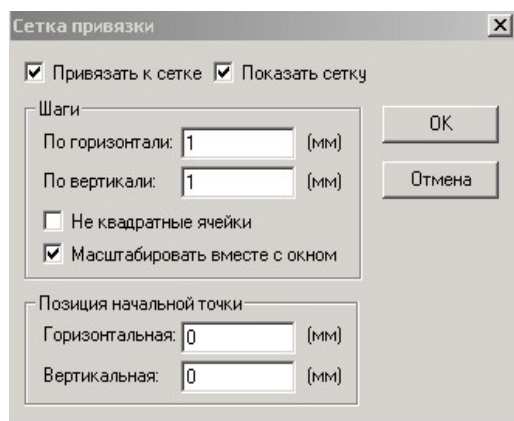 Сетка привязки
Привязать к сетке Показать сетку
Шаги
По горизонтали: 1 (мм)
По вертикали: 1 (мм)
Не квадратные ячейки
Масштабировать вместе с окном
OK
Отмена
Позиция начальной точки
Горизонтальная: 0 (мм)
Вертикальная: 0 (мм)